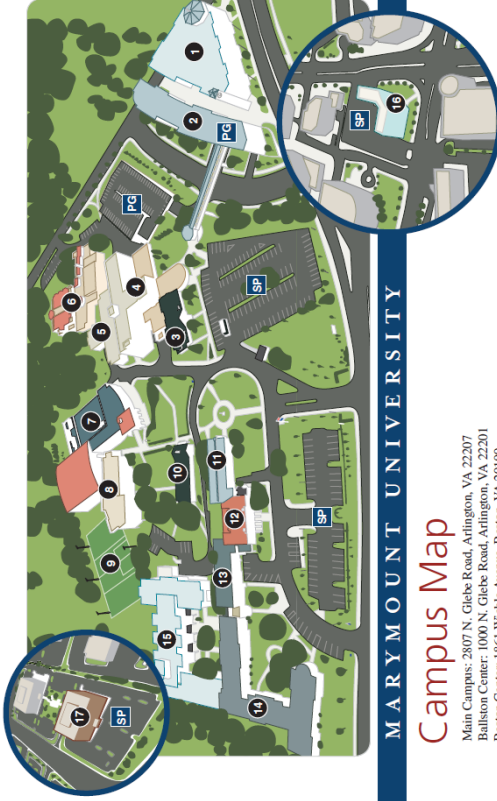 MARYMOUNT UNIVERSITY
Campus Map
Main Campus: 2807 N. Glebe Road, Arlington, VA 22207
Ballston Center: 1000 N. Glebe Road, Arlington, VA 22201
1
2
PG
PG
SP
16
6
5
4
3
SP
7
8
9
10
11
12
13
SP
15
14
17
SP